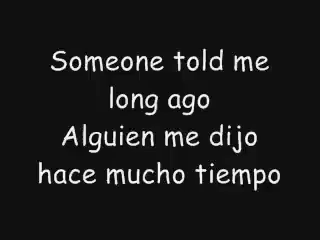 Someone told me
long ago
Alguien me dijo
hace mucho tiempo